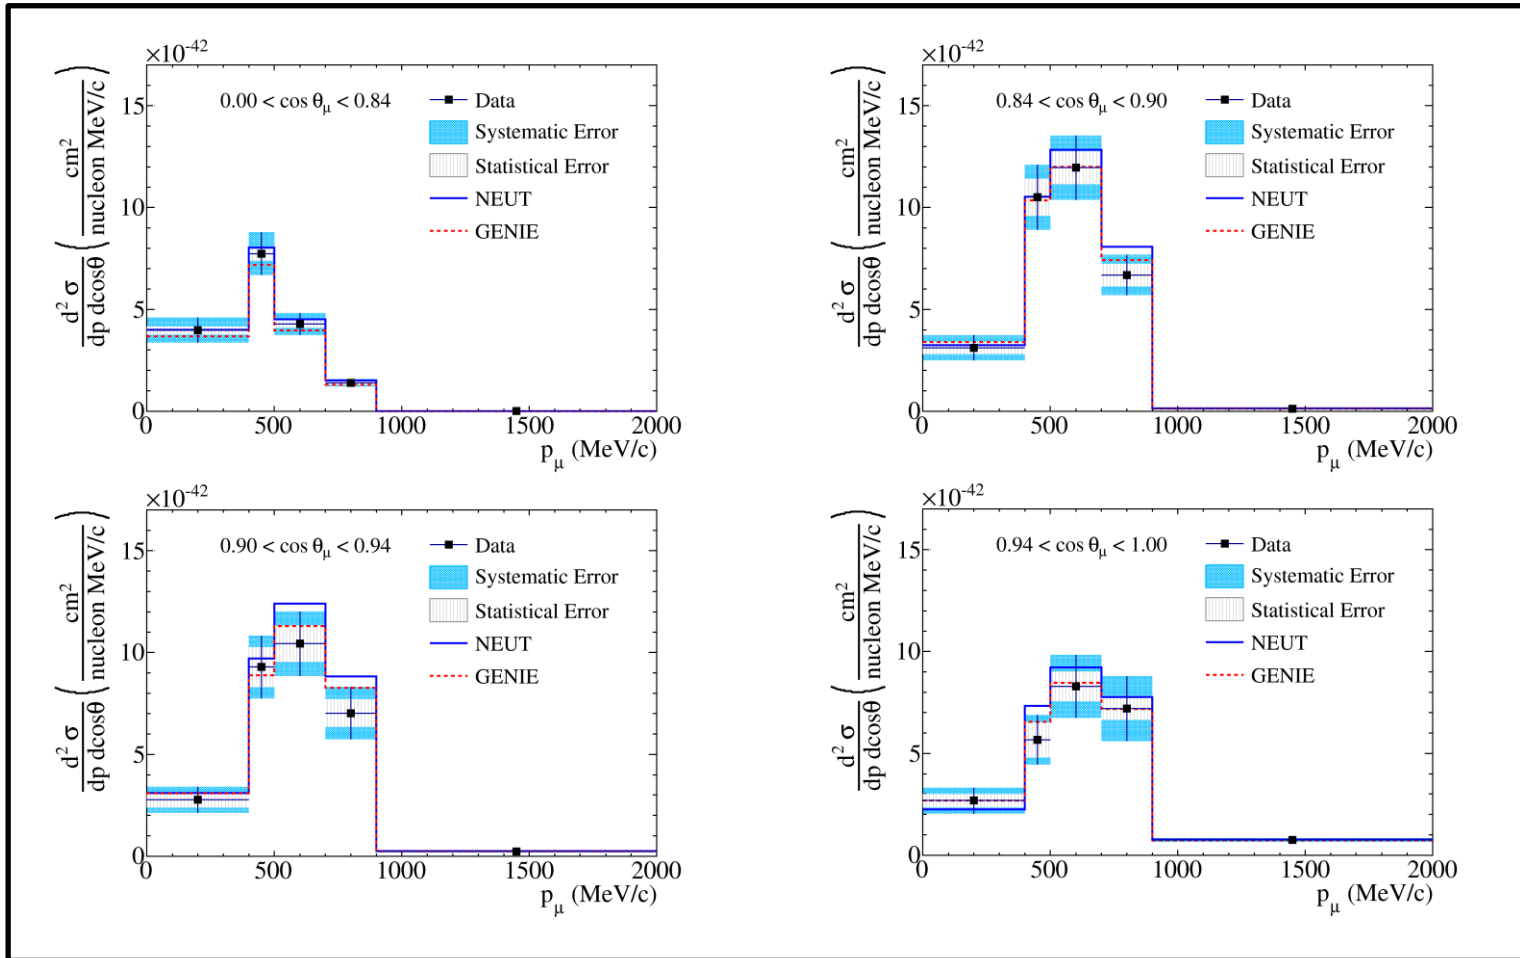 ×10⁻⁴²
d² σ / dp dcosθ ( cm² / nucleon MeV/c )
0.00 < cos θμ < 0.84
Data
Systematic Error
Statistical Error
NEUT
GENIE
15
10
5
0
0 500 1000 1500 2000
pμ (MeV/c)
×10⁻⁴²
d² σ / dp dcosθ ( cm² / nucleon MeV/c )
0.84 < cos θμ < 0.90
Data
Systematic Error
Statistical Error
NEUT
GENIE
15
10
5
0
0 500 1000 1500 2000
pμ (MeV/c)
×10⁻⁴²
d² σ / dp dcosθ ( cm² / nucleon MeV/c )
0.90 < cos θμ < 0.94
Data
Systematic Error
Statistical Error
NEUT
GENIE
15
10
5
0
0 500 1000 1500 2000
pμ (MeV/c)
×10⁻⁴²
d² σ / dp dcosθ ( cm² / nucleon MeV/c )
0.94 < cos θμ < 1.00
Data
Systematic Error
Statistical Error
NEUT
GENIE
15
10
5
0
0 500 1000 1500 2000
pμ (MeV/c)